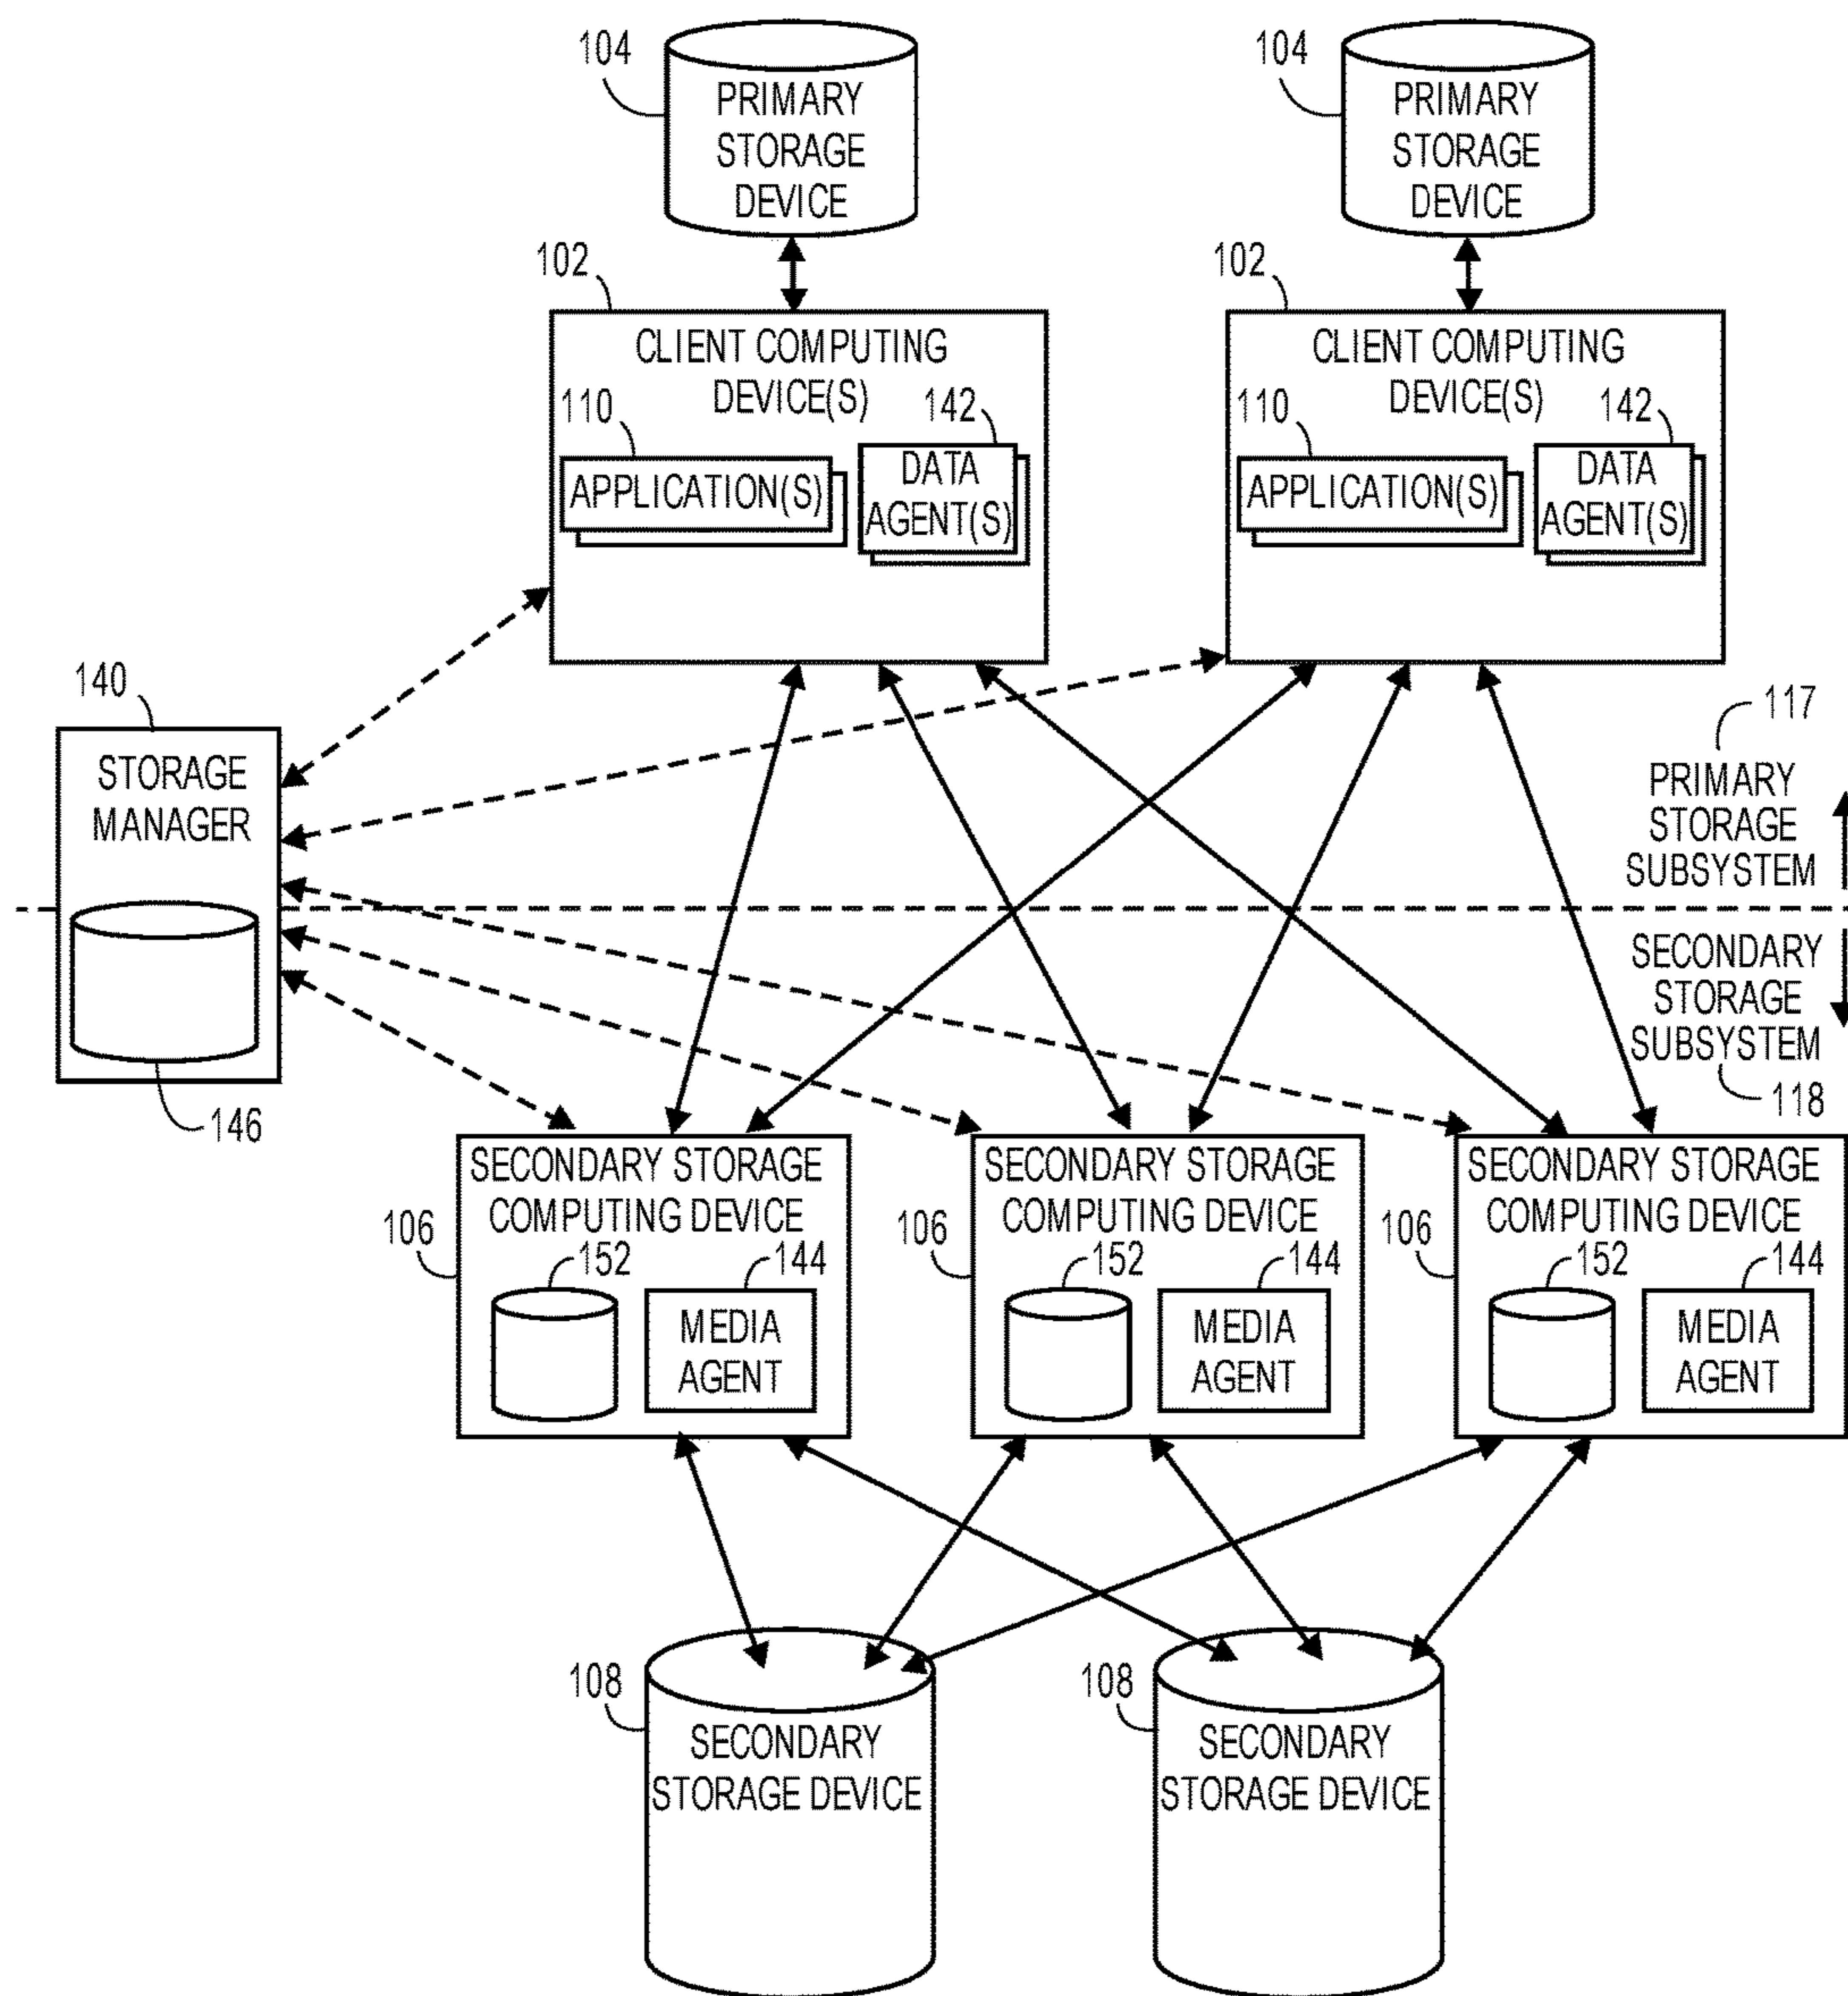 104
PRIMARY
STORAGE
DEVICE
104
PRIMARY
STORAGE
DEVICE
102
CLIENT COMPUTING
DEVICE(S)
110
APPLICATION(S)
142
DATA
AGENT(S)
102
CLIENT COMPUTING
DEVICE(S)
110
APPLICATION(S)
142
DATA
AGENT(S)
140
STORAGE
MANAGER
146
117
PRIMARY
STORAGE
SUBSYSTEM
SECONDARY
STORAGE
SUBSYSTEM
118
106
SECONDARY STORAGE
COMPUTING DEVICE
152
144
MEDIA
AGENT
106
SECONDARY STORAGE
COMPUTING DEVICE
152
144
MEDIA
AGENT
106
SECONDARY STORAGE
COMPUTING DEVICE
152
144
MEDIA
AGENT
108
SECONDARY
STORAGE DEVICE
108
SECONDARY
STORAGE DEVICE